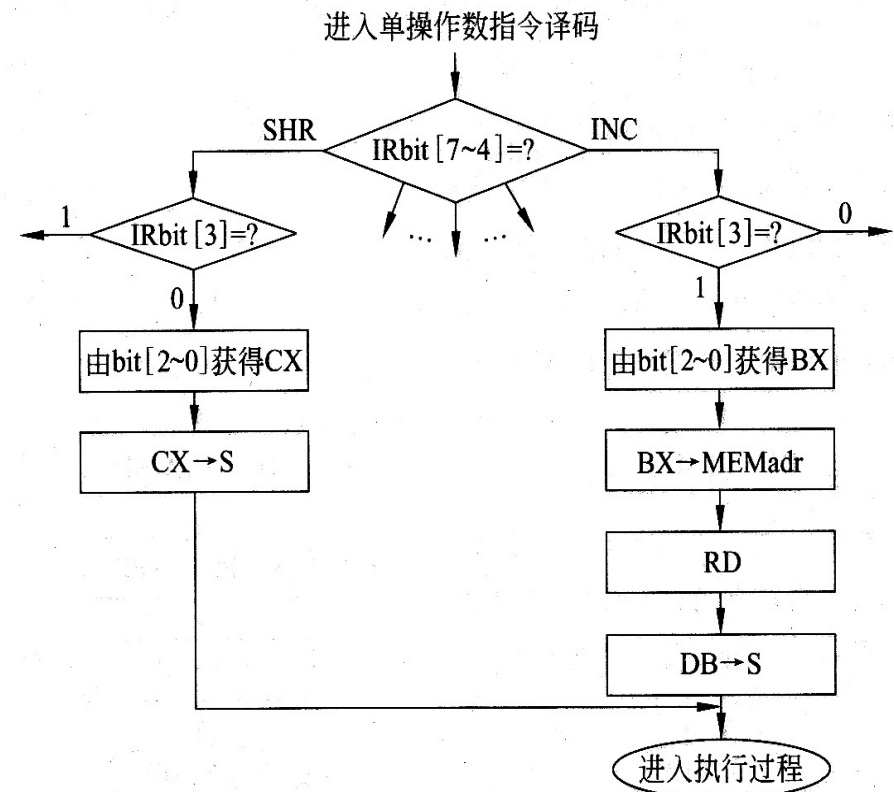 进入单操作数指令译码
SHR
IRbit[7~4]=?
INC
1
IRbit[3]=?
… …
IRbit[3]=?
0
0
1
由bit[2~0]获得CX
由bit[2~0]获得BX
CX→S
BX→MEMadr
RD
DB→S
进入执行过程